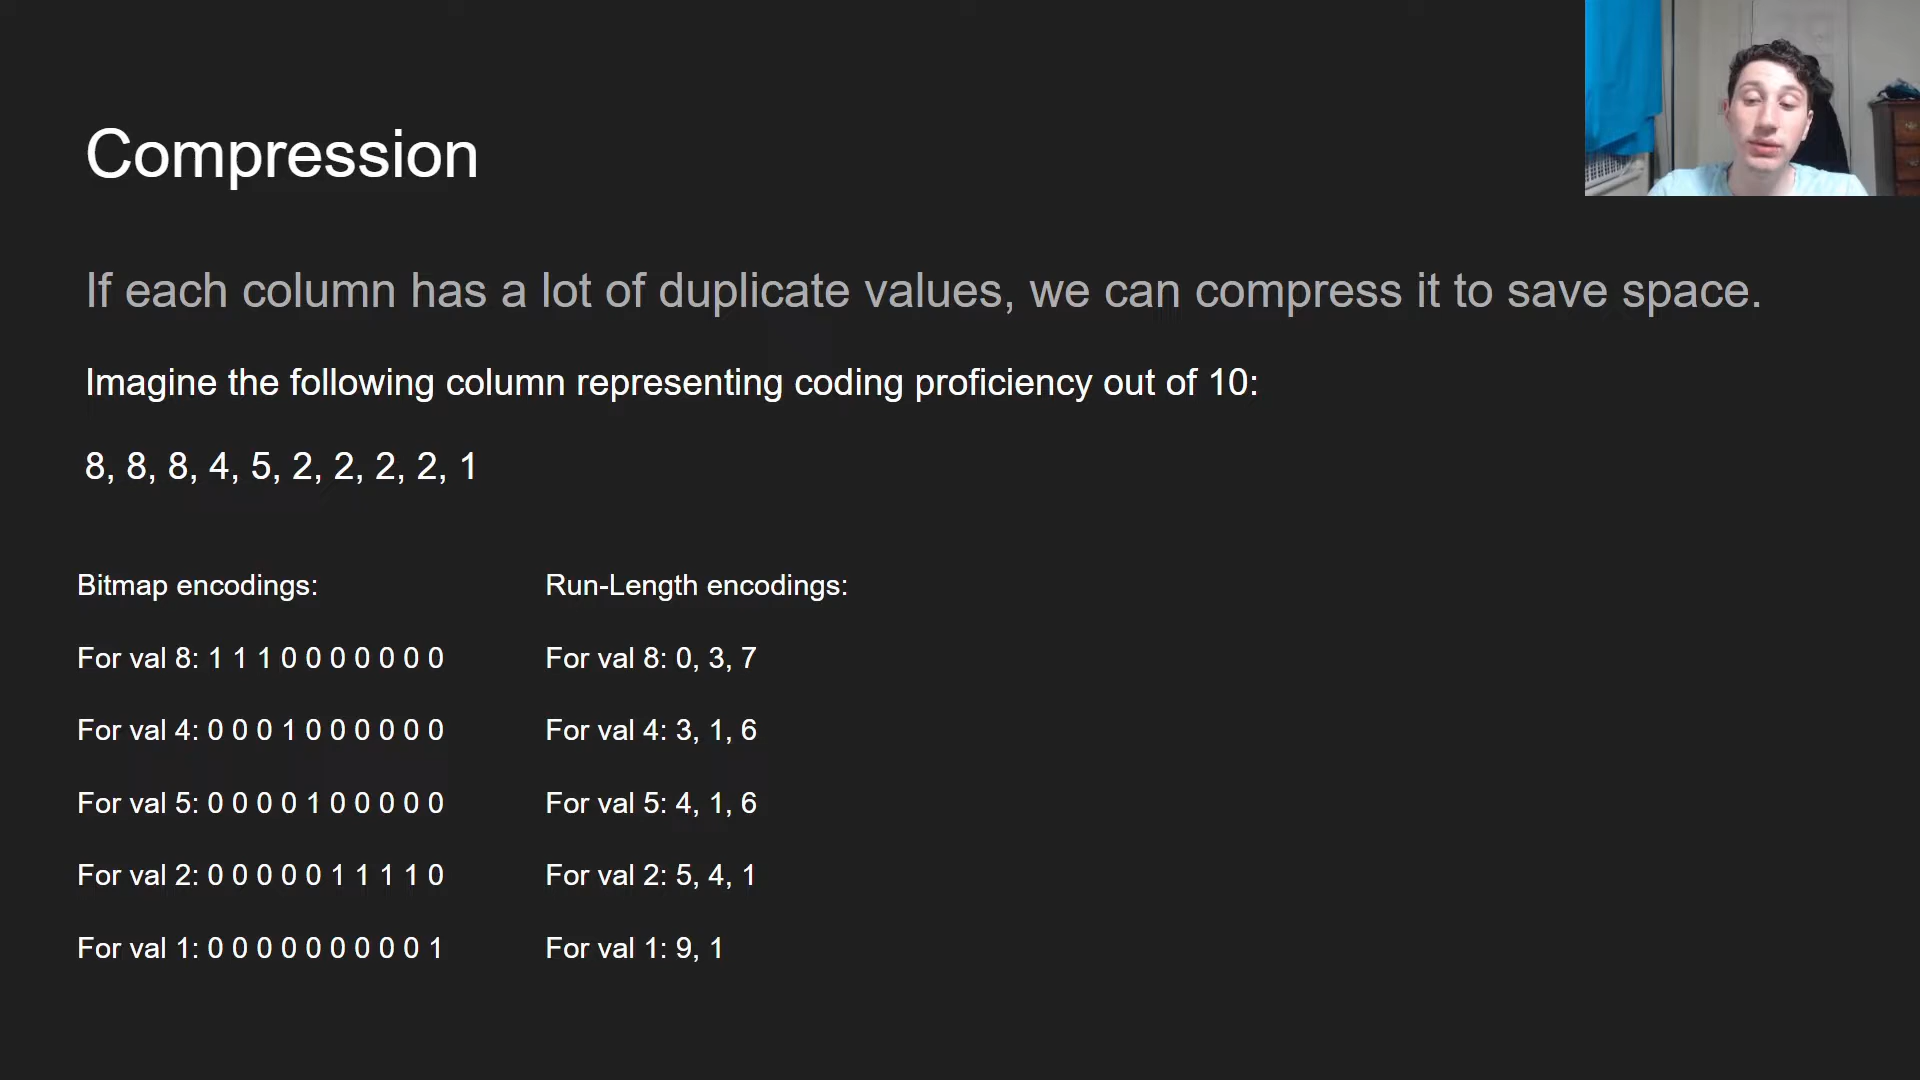 Compression
If each column has a lot of duplicate values, we can compress it to save space.
Imagine the following column representing coding proficiency out of 10:
8, 8, 8, 4, 5, 2, 2, 2, 2, 1
Bitmap encodings:
For val 8: 1 1 1 0 0 0 0 0 0 0
For val 4: 0 0 0 1 0 0 0 0 0 0
For val 5: 0 0 0 0 1 0 0 0 0 0
For val 2: 0 0 0 0 0 1 1 1 1 0
For val 1: 0 0 0 0 0 0 0 0 0 1
Run-Length encodings:
For val 8: 0, 3, 7
For val 4: 3, 1, 6
For val 5: 4, 1, 6
For val 2: 5, 4, 1
For val 1: 9, 1